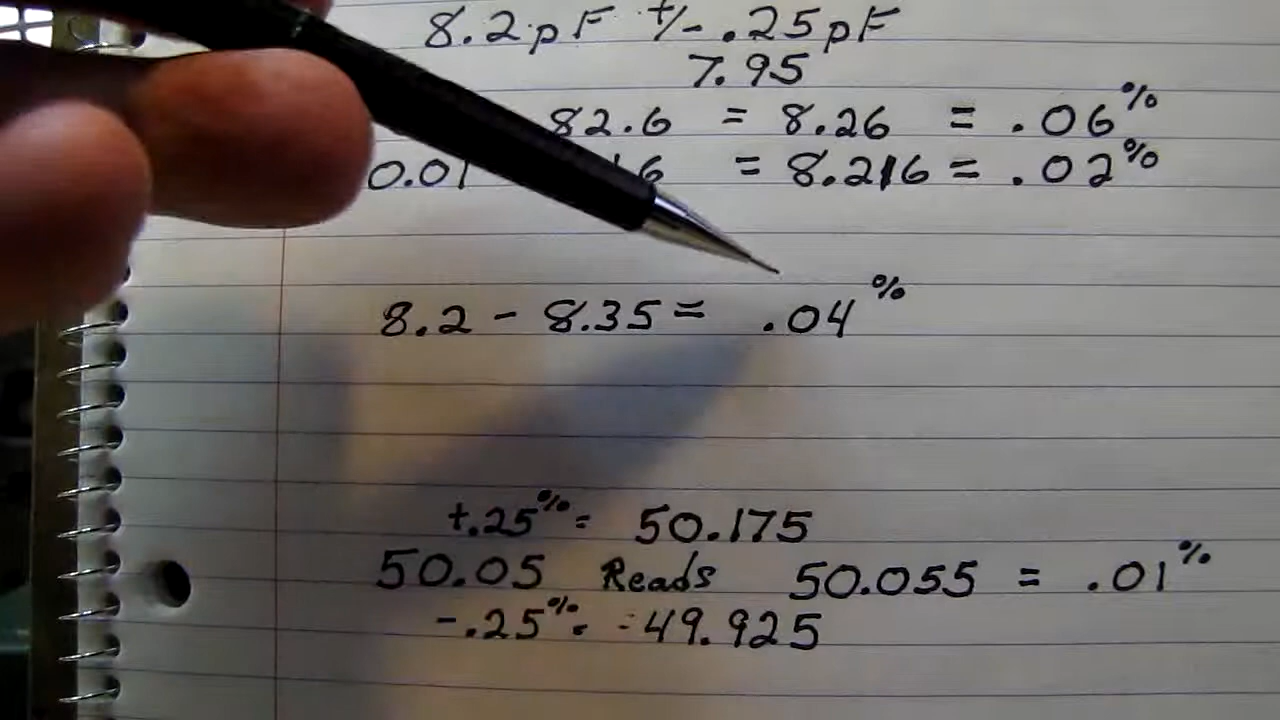 8.2pF +/- .25pF
7.95
82.6 = 8.26 = .06%
0.01 16 = 8.216 = .02%
8.2 - 8.35 = .04%
+.25% = 50.175
50.05 Reads 50.055 = .01%
-.25% = 49.925